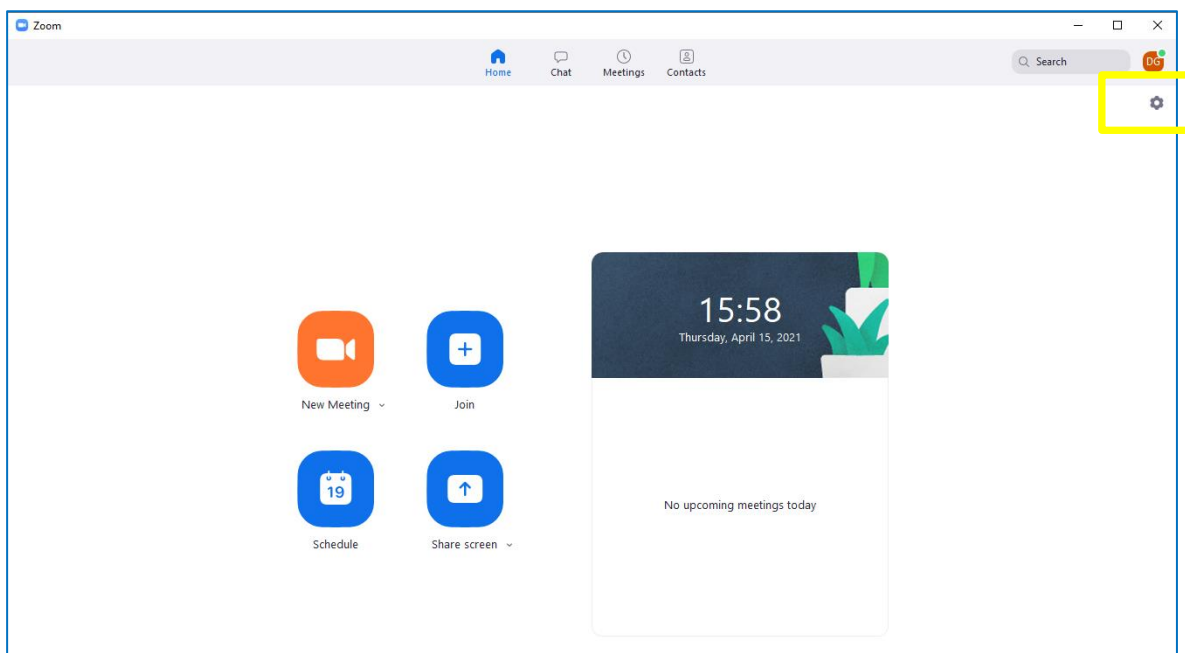 Zoom
Home Chat Meetings Contacts
Search
DG
15:58
Thursday, April 15, 2021
New Meeting
Join
19
Schedule
Share screen
No upcoming meetings today